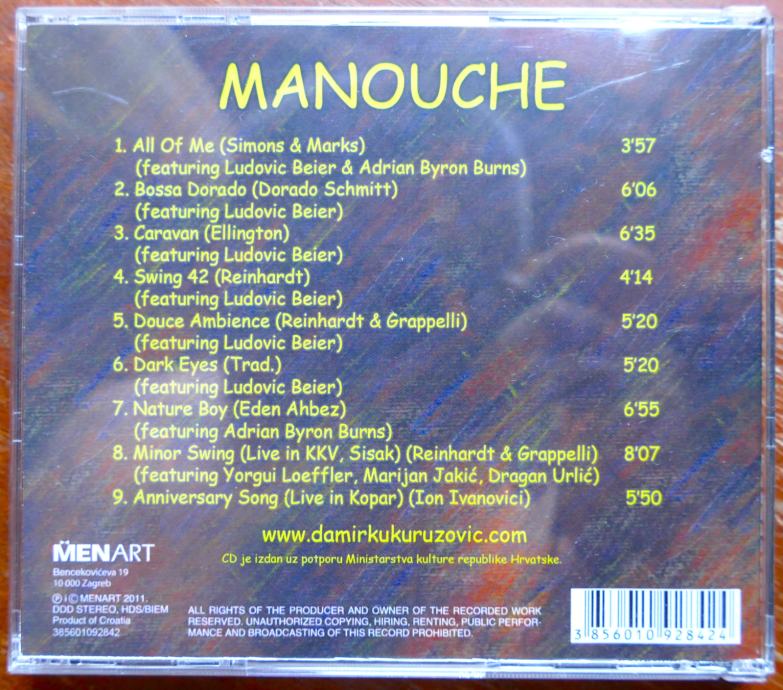 MANOUCHE
1. All Of Me (Simons & Marks) 3'57
(featuring Ludovic Beier & Adrian Byron Burns)
2. Bossa Dorado (Dorado Schmitt) 6'06
(featuring Ludovic Beier)
3. Caravan (Ellington) 6'35
(featuring Ludovic Beier)
4. Swing 42 (Reinhardt) 4'14
(featuring Ludovic Beier)
5. Douce Ambience (Reinhardt & Grappelli) 5'20
(featuring Ludovic Beier)
6. Dark Eyes (Trad.) 5'20
(featuring Ludovic Beier)
7. Nature Boy (Eden Ahbez) 6'55
(featuring Adrian Byron Burns)
8. Minor Swing (Live in KKV, Sisak) (Reinhardt & Grappelli) 8'07
(featuring Yorgui Loeffler, Marijan Jakić, Dragan Urlić)
9. Anniversary Song (Live in Kopar) (Ion Ivanovici) 5'50
www.damirkukuruzovic.com
CD je izdan uz potporu Ministarstva kulture republike Hrvatske.
MENART
Bencekovićeva 19
10 000 Zagreb
Ⓟ i © MENART 2011.
DDD STEREO, HDS/BIEM
Product of Croatia
385601092842
ALL RIGHTS OF THE PRODUCER AND OWNER OF THE RECORDED WORK
RESERVED. UNAUTHORIZED COPYING, HIRING, RENTING, PUBLIC PERFOR-
MANCE AND BROADCASTING OF THIS RECORD PROHIBITED.
3 856010 928424